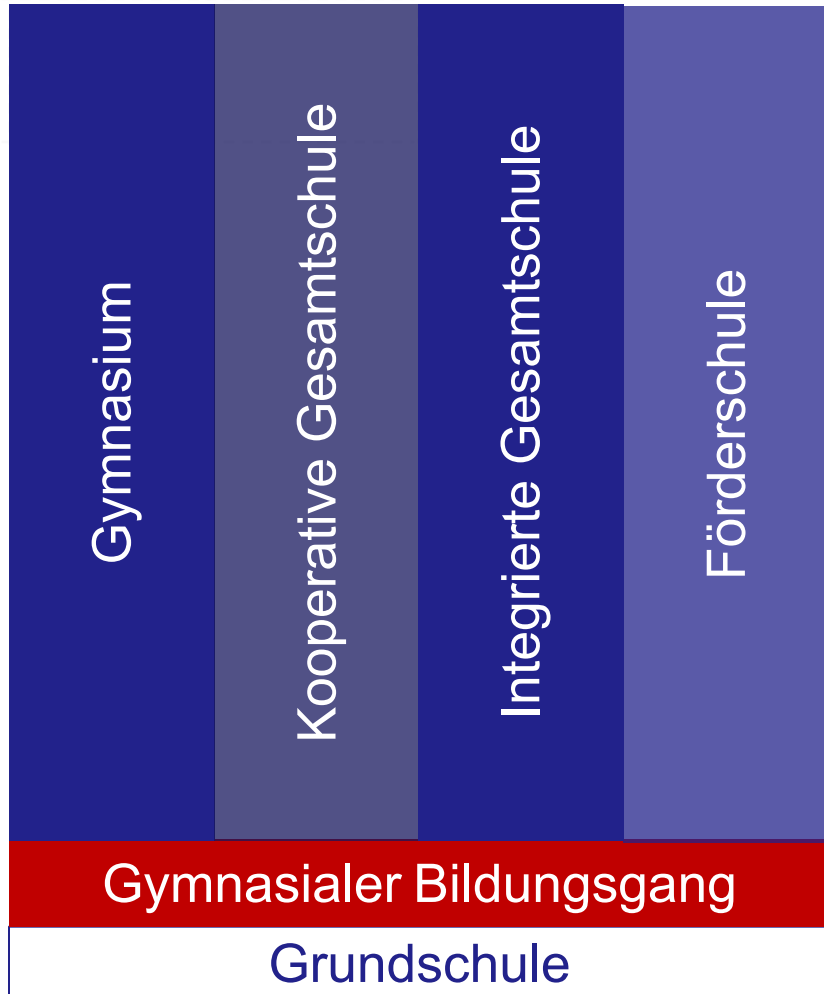 Gymnasium
Kooperative Gesamtschule
Integrierte Gesamtschule
Förderschule
Gymnasialer Bildungsgang
Grundschule